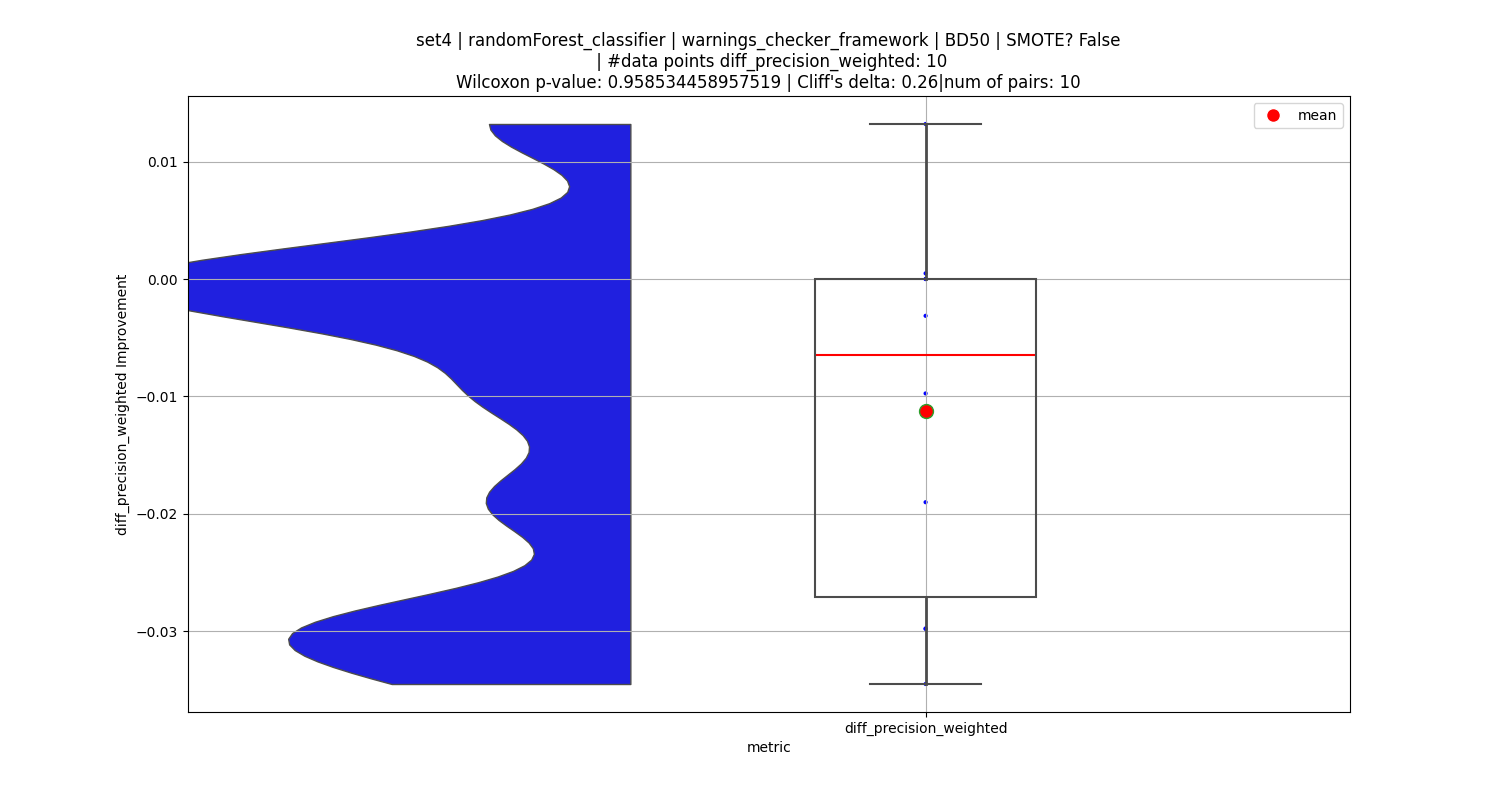 set4 | randomForest_classifier | warnings_checker_framework | BD50 | SMOTE? False
| #data points diff_precision_weighted: 10
Wilcoxon p-value: 0.958534458957519 | Cliff's delta: 0.26|num of pairs: 10
mean
0.01
0.00
−0.01
−0.02
−0.03
diff_precision_weighted Improvement
diff_precision_weighted
metric